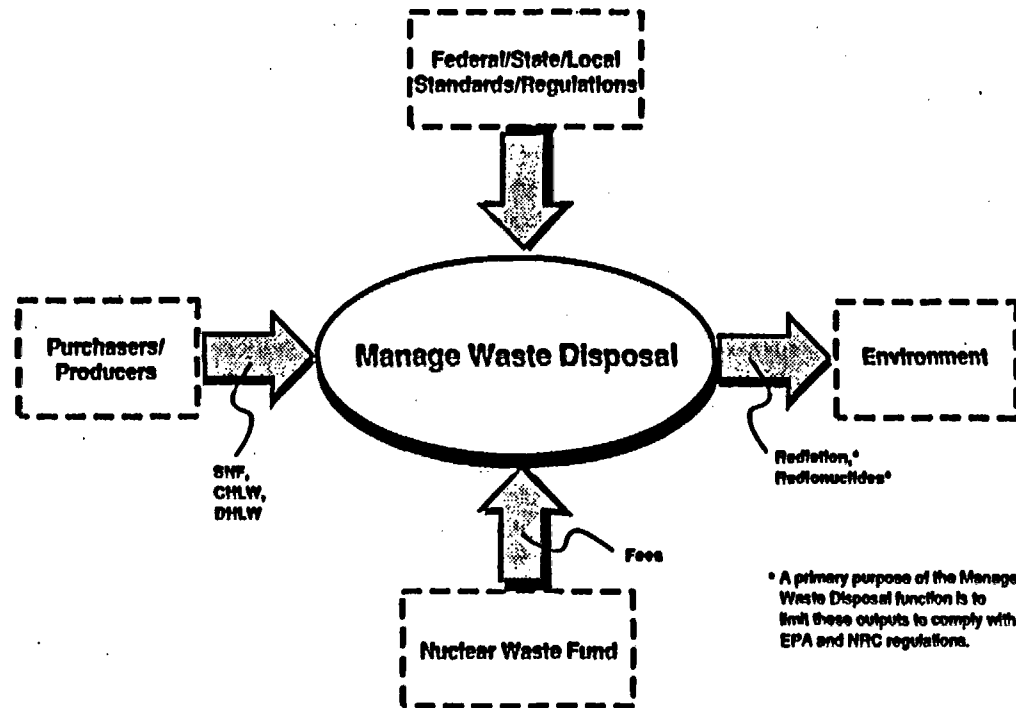 Federal/State/Local
Standards/Regulations
Purchasers/
Producers
Manage Waste Disposal
Environment
SNF,
CHLW,
DHLW
Radiation,*
Radionuclides*
Fees
Nuclear Waste Fund
* A primary purpose of the Manage
Waste Disposal function is to
limit these outputs to comply with
EPA and NRC regulations.